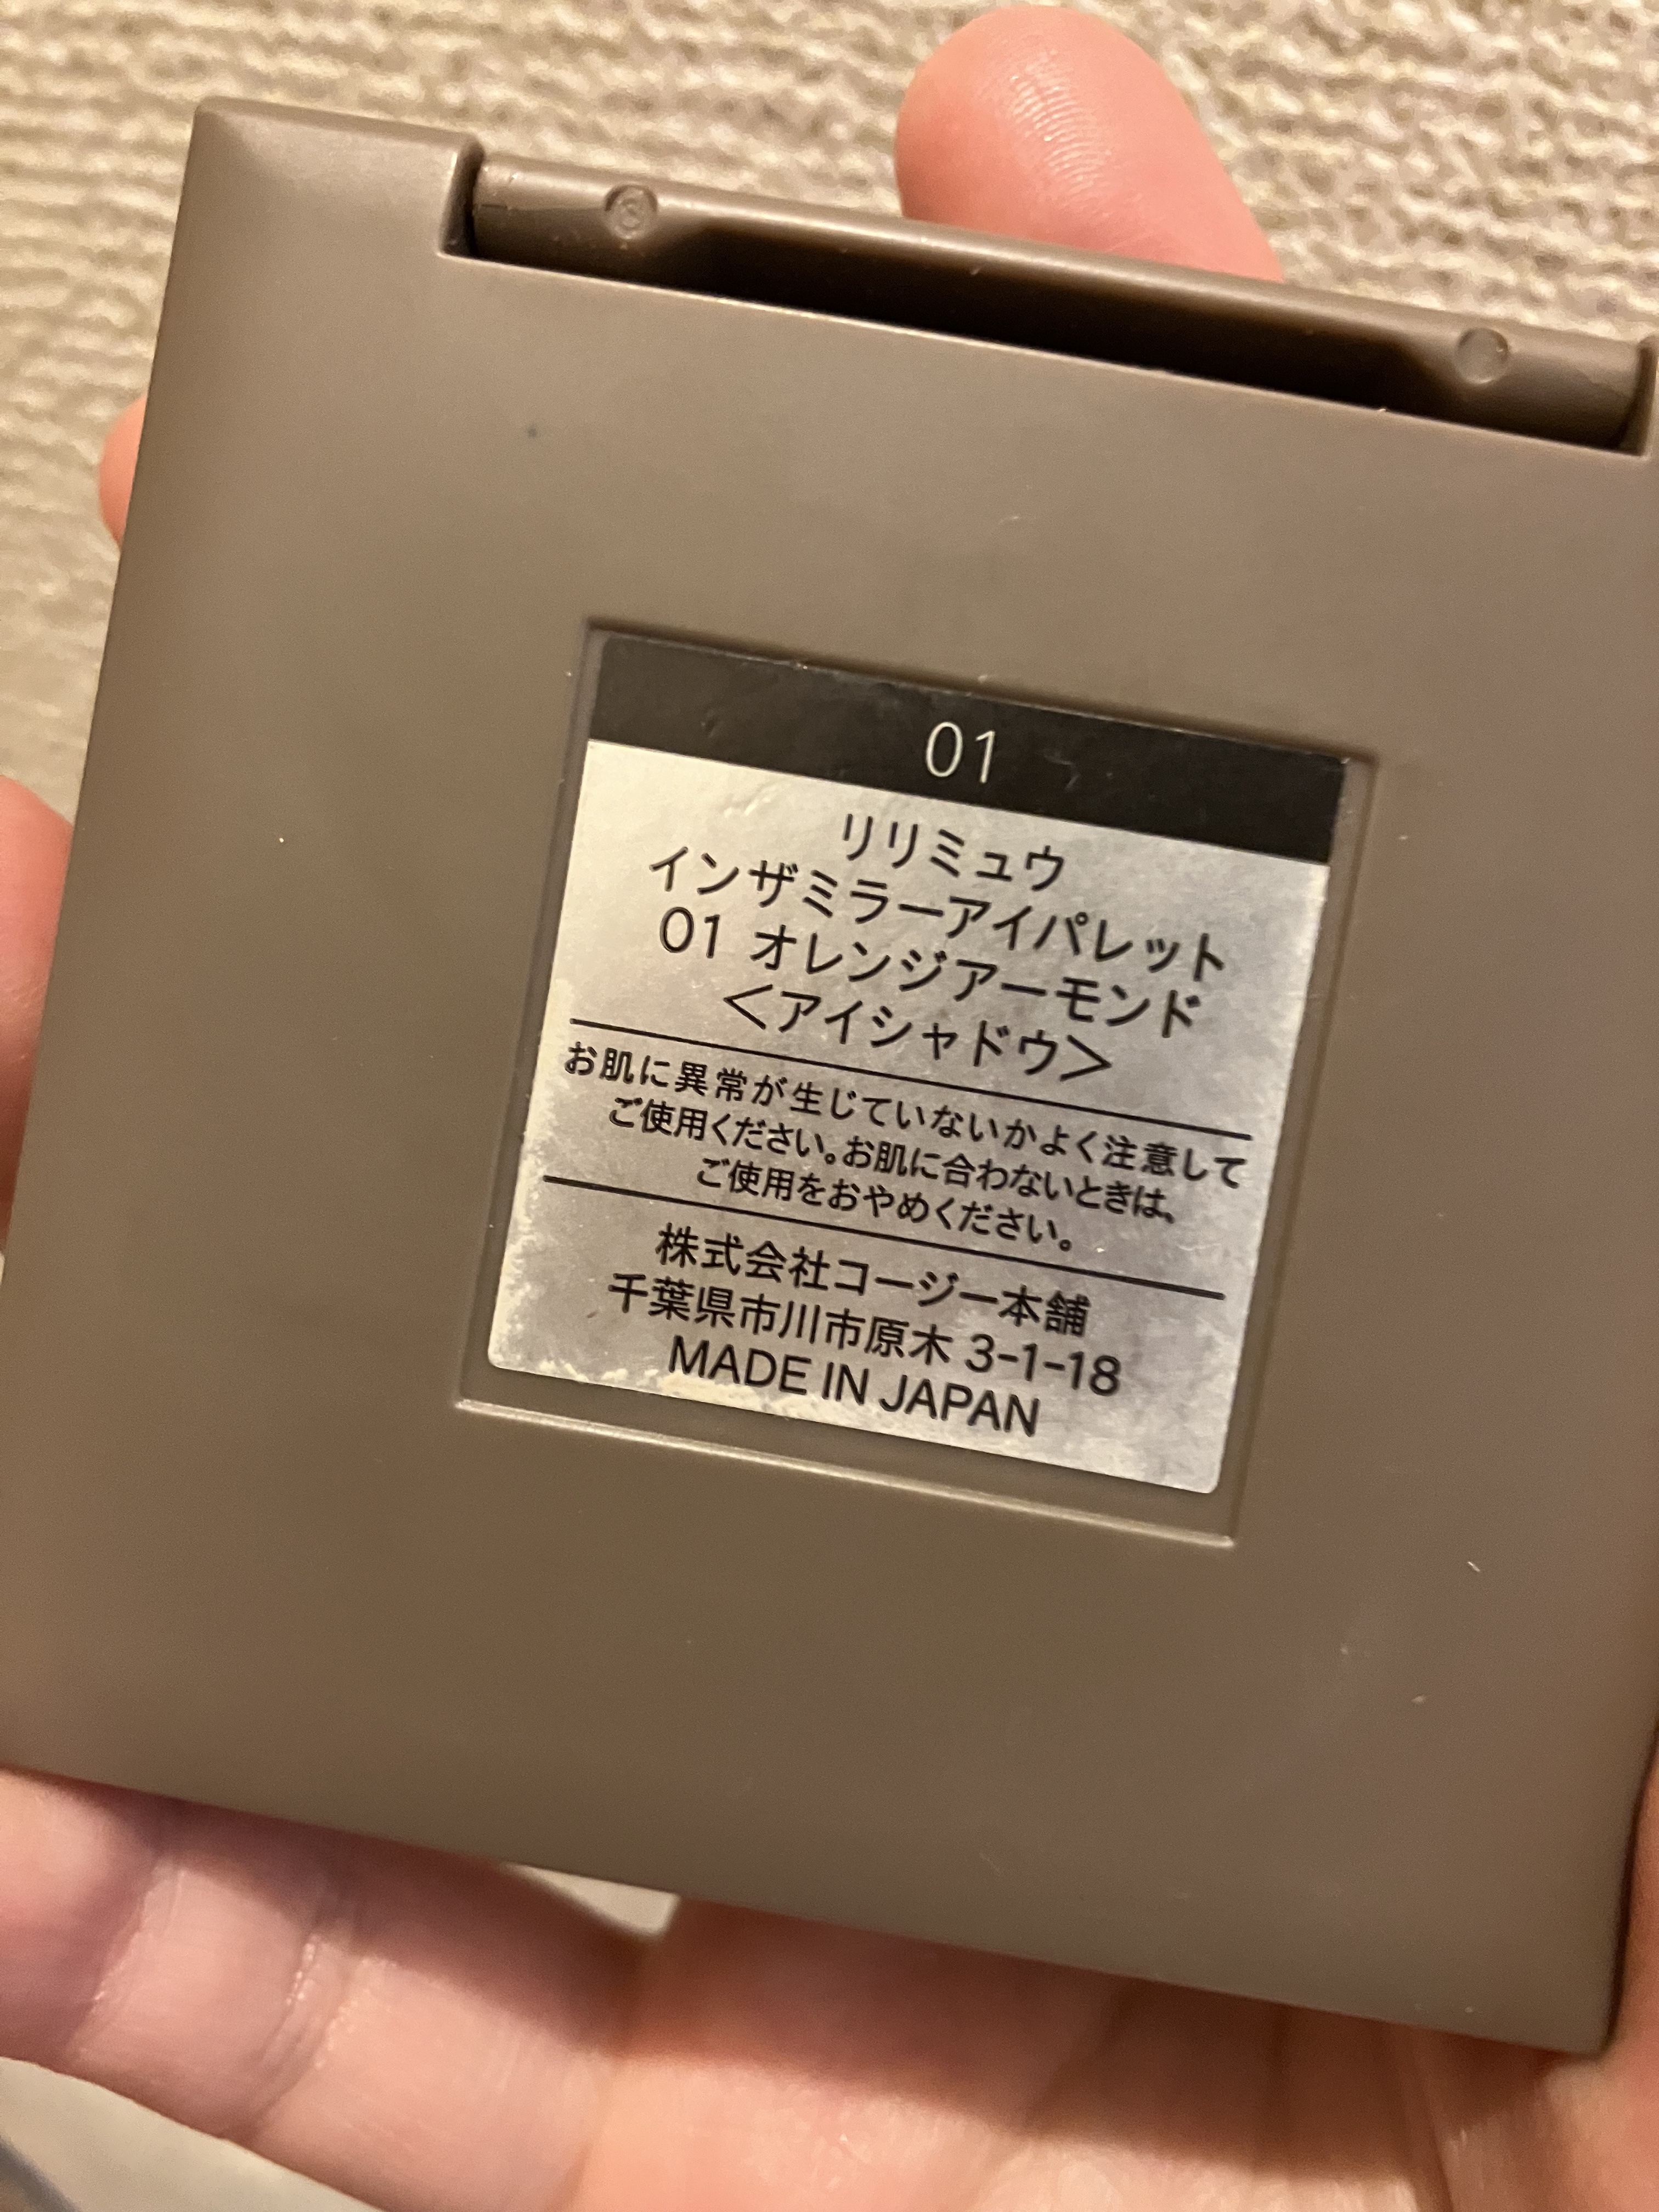 01
リリミュウ
インザミラーアイパレット
01 オレンジアーモンド
＜アイシャドウ＞
お肌に異常が生じていないかよく注意して
ご使用ください。お肌に合わないときは、
ご使用をおやめください。
株式会社コージー本舗
千葉県市川市原木 3-1-18
MADE IN JAPAN